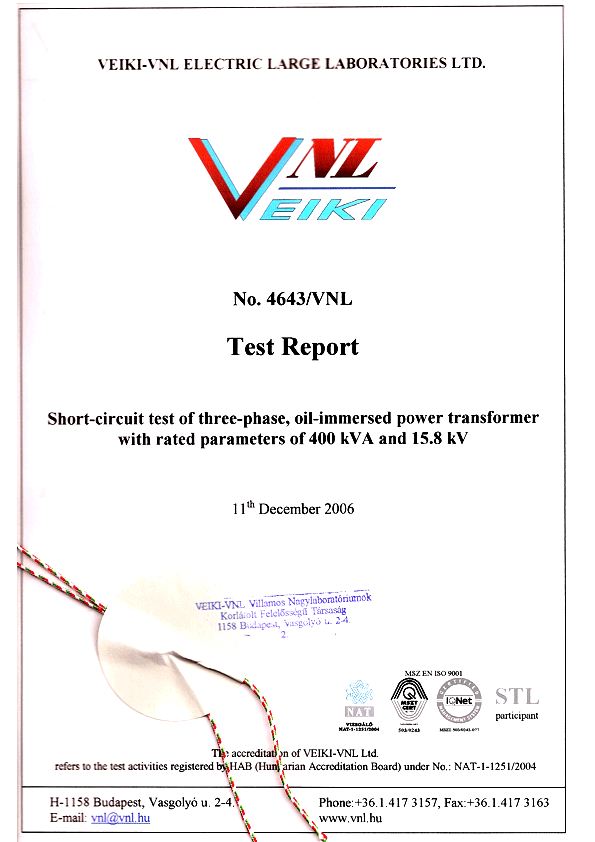 VEIKI-VNL ELECTRIC LARGE LABORATORIES LTD.
VNL
VEIKI
No. 4643/VNL
Test Report
Short-circuit test of three-phase, oil-immersed power transformer
with rated parameters of 400 kVA and 15.8 kV
11th December 2006
VEIKI-VNL Villamos Nagylaboratóriumok
Korlátolt Felelősségű Társaság
1158 Budapest, Vasgolyó u. 2-4.
2.
MSZ EN ISO 9001
NAT
VIZSGÁLÓ
NAT-1-1251/2004
MSZT
CERT
503/0243
CERTIFIED
IQNet
MANAGEMENT SYSTEM
STL
participant
The accreditation of VEIKI-VNL Ltd.
refers to the test activities registered by HAB (Hungarian Accreditation Board) under No.: NAT-1-1251/2004
H-1158 Budapest, Vasgolyó u. 2-4.
Phone:+36.1.417 3157, Fax:+36.1.417 3163
E-mail: vnl@vnl.hu
www.vnl.hu